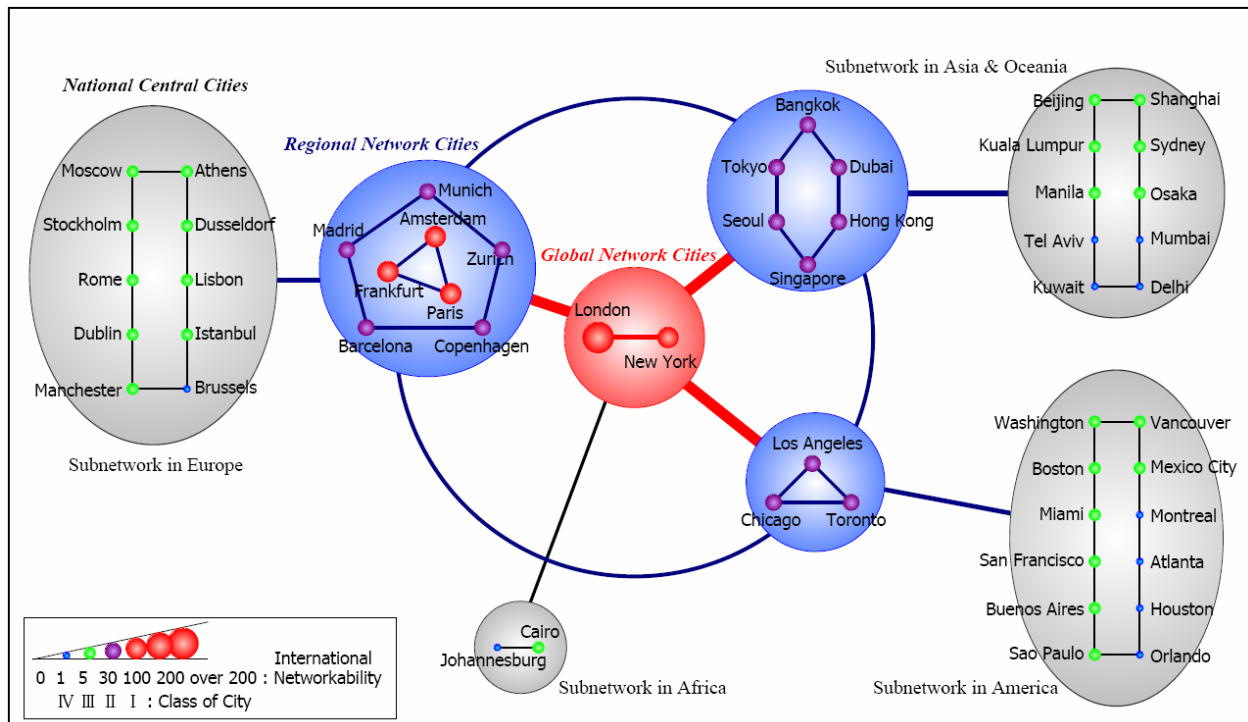 National Central Cities
Moscow
Athens
Stockholm
Dusseldorf
Rome
Lisbon
Dublin
Istanbul
Manchester
Brussels
Subnetwork in Europe
Regional Network Cities
Munich
Amsterdam
Madrid
Zurich
Frankfurt
Paris
Barcelona
Copenhagen
Global Network Cities
London
New York
Subnetwork in Asia & Oceania
Bangkok
Tokyo
Dubai
Seoul
Hong Kong
Singapore
Beijing
Shanghai
Kuala Lumpur
Sydney
Manila
Osaka
Tel Aviv
Mumbai
Kuwait
Delhi
Los Angeles
Chicago
Toronto
Washington
Vancouver
Boston
Mexico City
Miami
Montreal
San Francisco
Atlanta
Buenos Aires
Houston
Sao Paulo
Orlando
Subnetwork in America
Cairo
Johannesburg
Subnetwork in Africa
0 1 5 30 100 200 over 200 : International Networkability
Ⅳ Ⅲ Ⅱ Ⅰ : Class of City